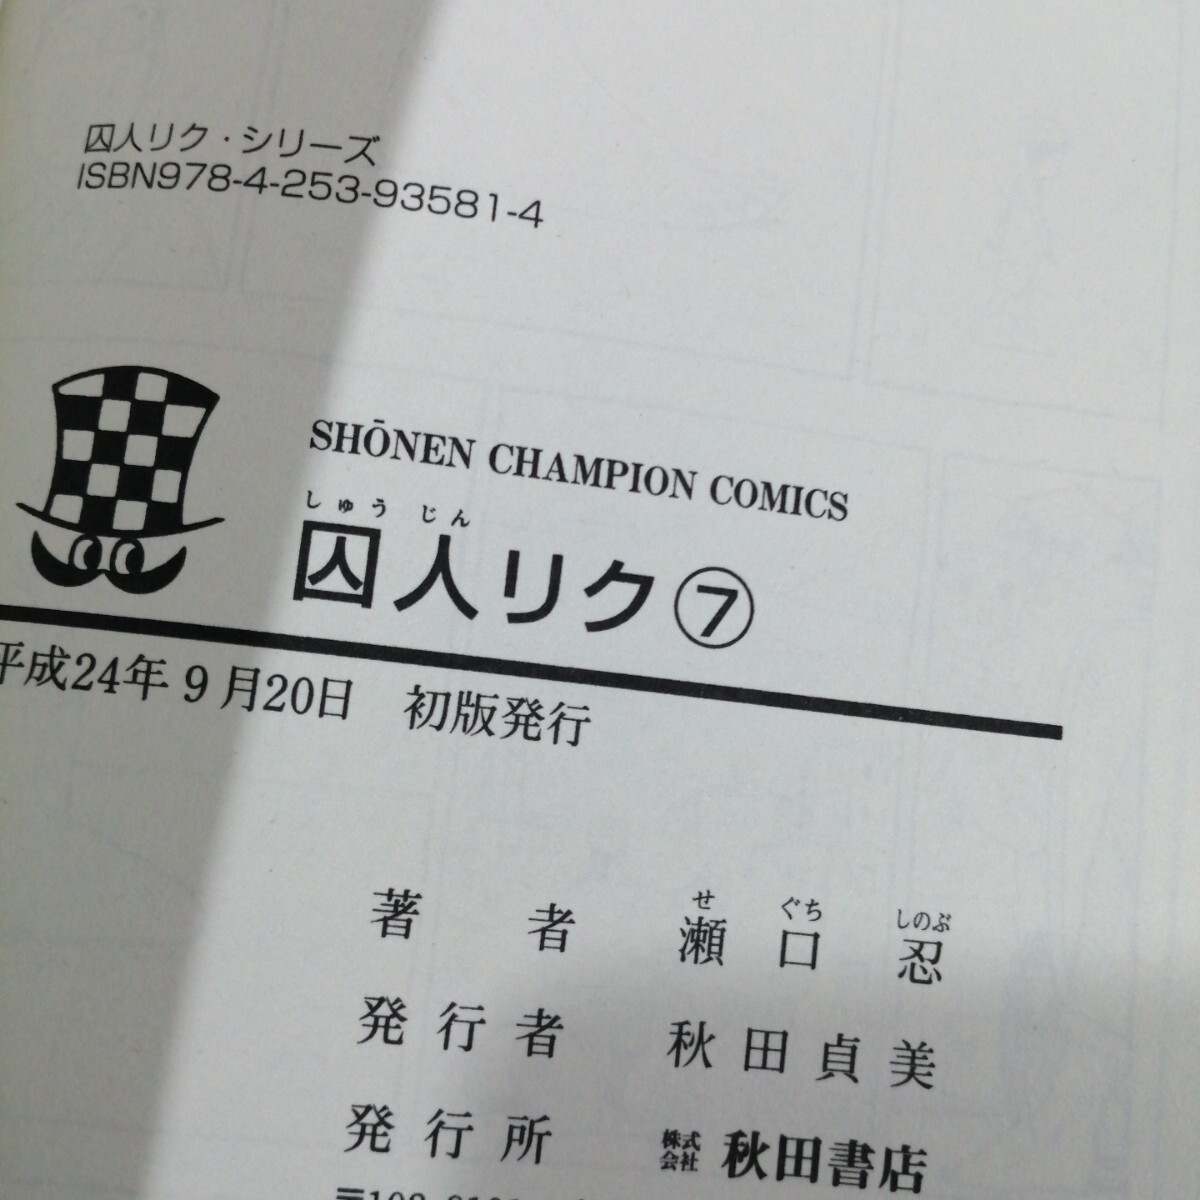 囚人リク・シリーズ
ISBN978-4-253-93581-4
SHŌNEN CHAMPION COMICS
しゅう じん
囚人リク⑦
平成24年9月20日 初版発行
せ ぐち しのぶ
著者 瀬口 忍
発行者 秋田貞美
発行所 株式会社 秋田書店